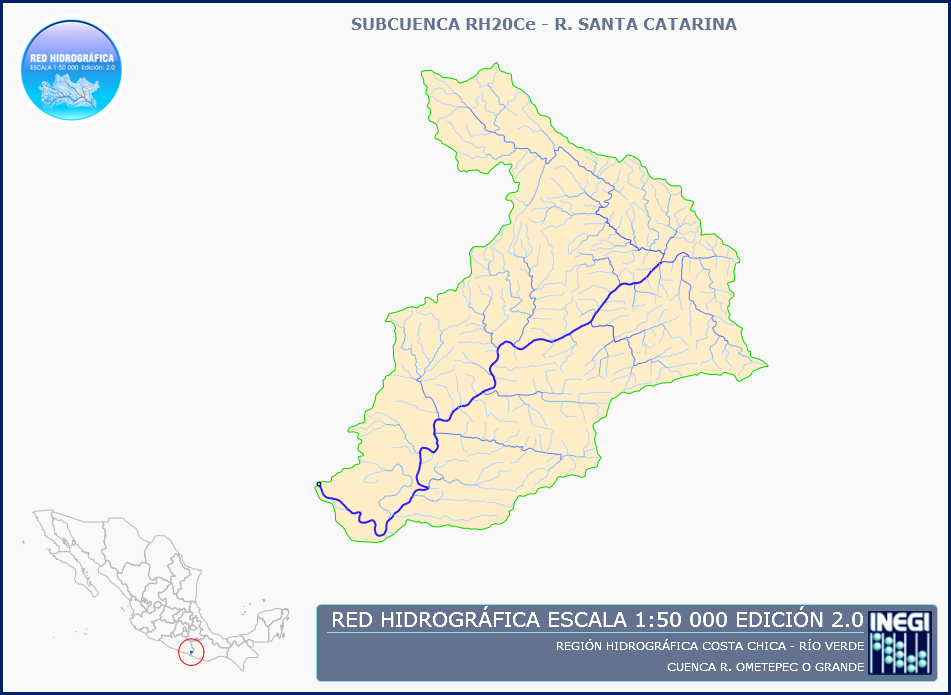 SUBCUENCA RH20Ce - R. SANTA CATARINA
RED HIDROGRÁFICA
ESCALA 1:50 000 Edición: 2.0
RED HIDROGRÁFICA ESCALA 1:50 000 EDICIÓN 2.0
REGIÓN HIDROGRÁFICA COSTA CHICA - RÍO VERDE
CUENCA R. OMETEPEC O GRANDE
INEGI